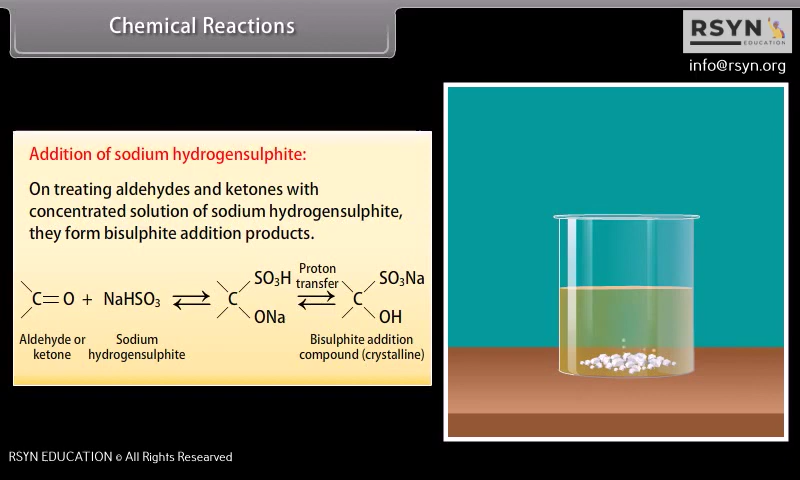 Chemical Reactions
RSYN
EDUCATION
info@rsyn.org
Addition of sodium hydrogensulphite:
On treating aldehydes and ketones with
concentrated solution of sodium hydrogensulphite,
they form bisulphite addition products.
C=O + NaHSO₃ ⇌ C SO₃H ONa Proton transfer ⇌ C SO₃Na OH
Aldehyde or ketone
Sodium hydrogensulphite
Bisulphite addition
compound (crystalline)
RSYN EDUCATION © All Rights Researved